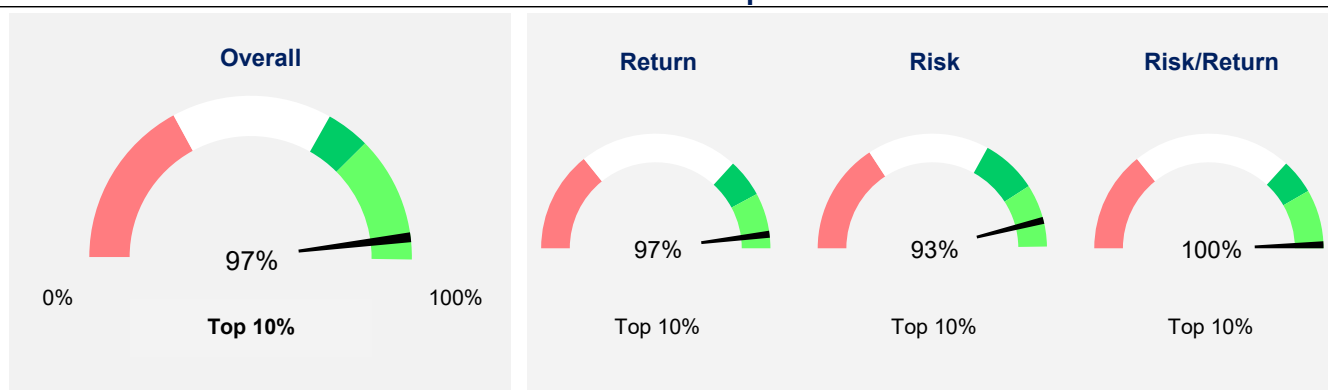 Overall
97%
0%
100%
Top 10%
Return
Risk
Risk/Return
97%
93%
100%
Top 10%
Top 10%
Top 10%